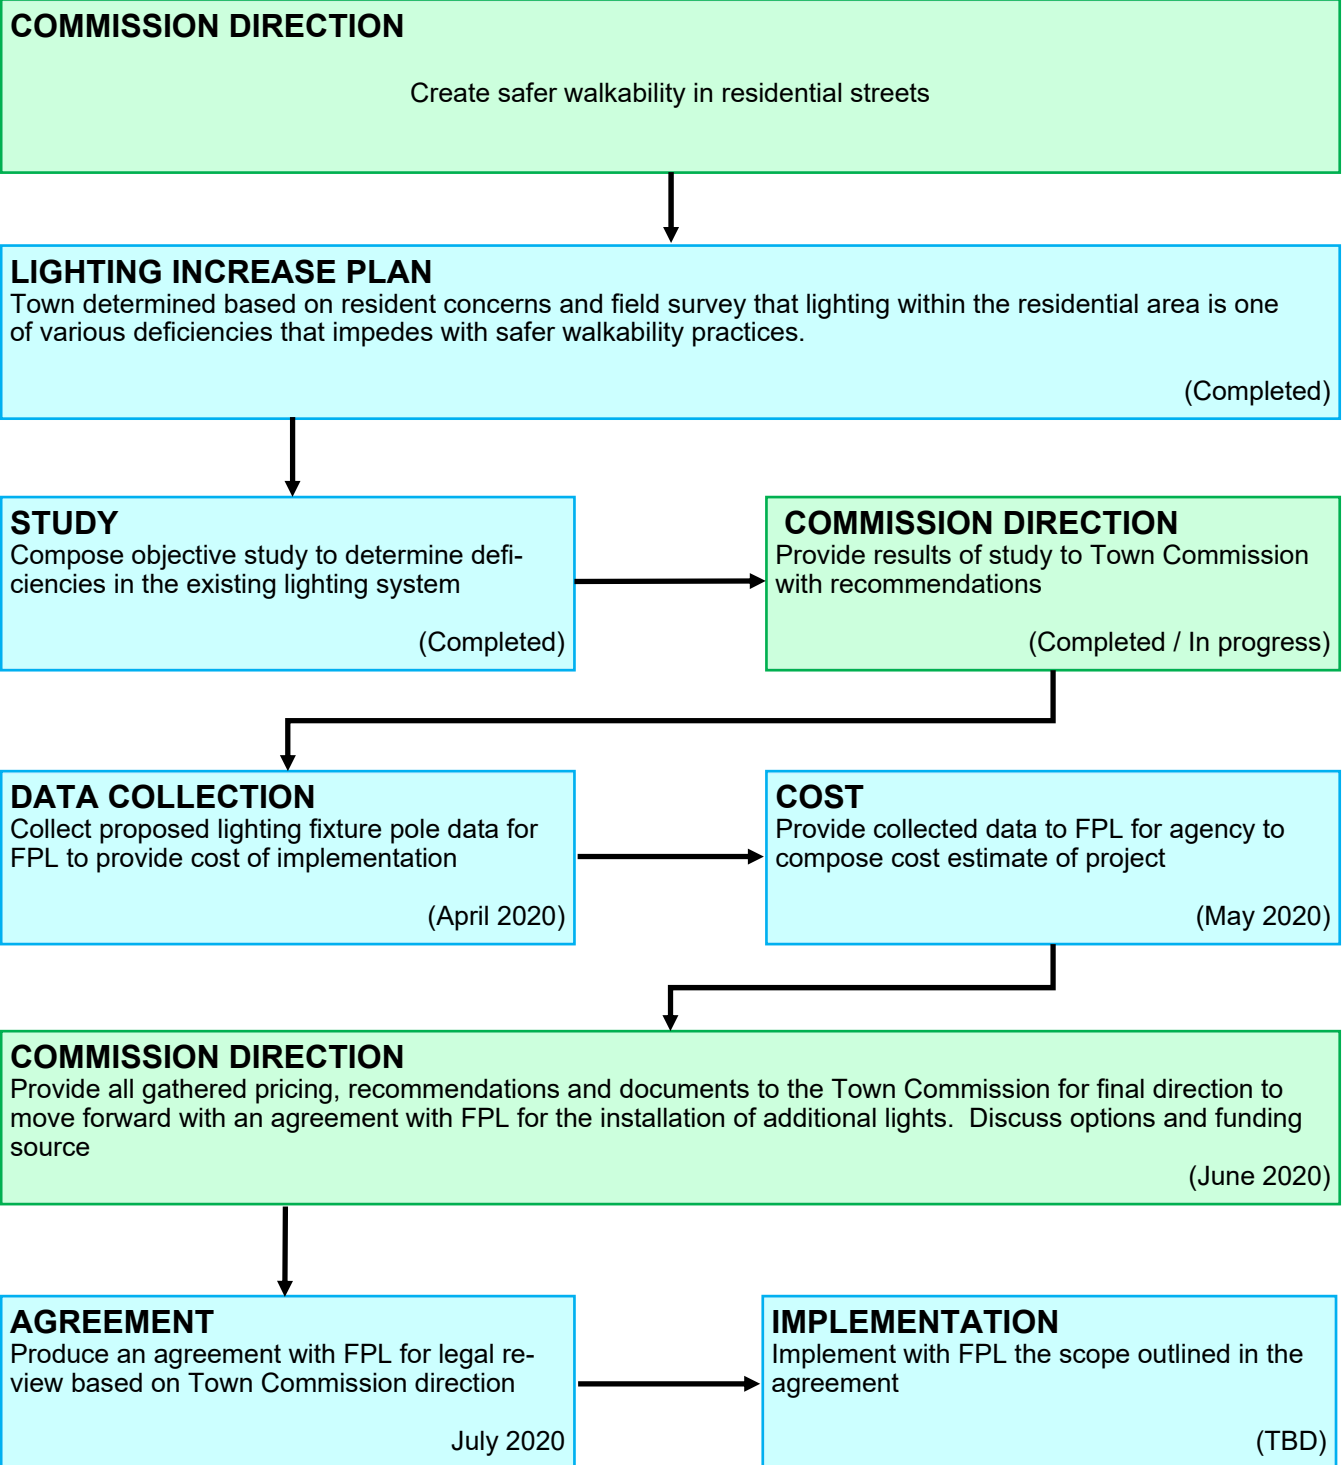 COMMISSION DIRECTION
Create safer walkability in residential streets
LIGHTING INCREASE PLAN
Town determined based on resident concerns and field survey that lighting within the residential area is one
of various deficiencies that impedes with safer walkability practices.
(Completed)
STUDY
Compose objective study to determine defi-
ciencies in the existing lighting system
(Completed)
COMMISSION DIRECTION
Provide results of study to Town Commission
with recommendations
(Completed / In progress)
DATA COLLECTION
Collect proposed lighting fixture pole data for
FPL to provide cost of implementation
(April 2020)
COST
Provide collected data to FPL for agency to
compose cost estimate of project
(May 2020)
COMMISSION DIRECTION
Provide all gathered pricing, recommendations and documents to the Town Commission for final direction to
move forward with an agreement with FPL for the installation of additional lights.  Discuss options and funding
source
(June 2020)
AGREEMENT
Produce an agreement with FPL for legal re-
view based on Town Commission direction
July 2020
IMPLEMENTATION
Implement with FPL the scope outlined in the
agreement
(TBD)